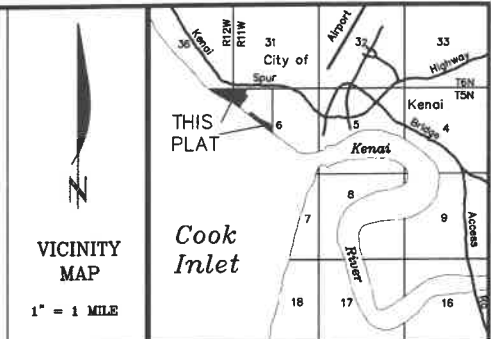 N
VICINITY
MAP
1" = 1 MILE
36
Kenai
R12W
R11W
31
City of
Spur
Airport
32
33
Highway
T6N
T5N
THIS
PLAT
6
5
Kenai
Bridge
4
Kenai
River
Cook
Inlet
7
8
9
Access
Rd
18
17
16